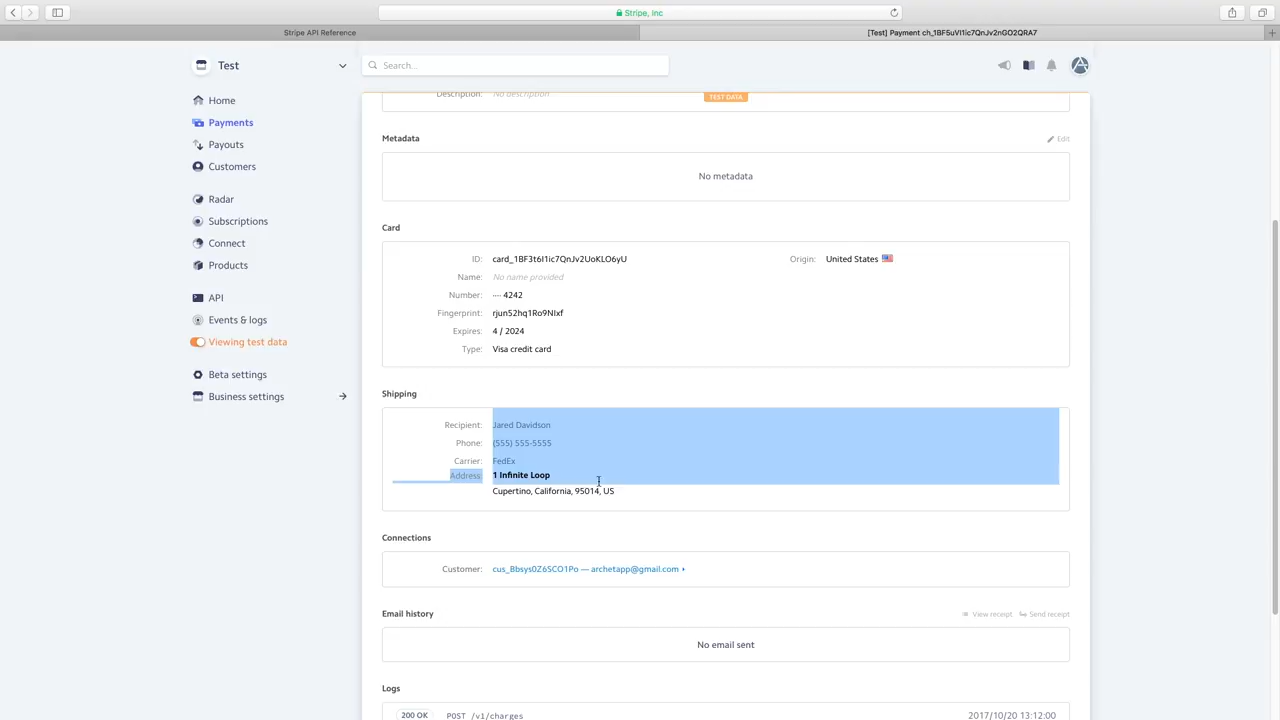 Stripe, Inc
Stripe API Reference
[Test] Payment ch_1BF5uVI1ic7QnJv2nGO2QRA7
Test
Search...
Home
Payments
Payouts
Customers
Radar
Subscriptions
Connect
Products
API
Events & logs
Viewing test data
Beta settings
Business settings
Description: No description
TEST DATA
Metadata
Edit
No metadata
Card
ID: card_1BF3t6I1ic7QnJv2UoKLO6yU
Origin: United States
Name: No name provided
Number: ···· 4242
Fingerprint: rjun52hq1Ro9NIxf
Expires: 4 / 2024
Type: Visa credit card
Shipping
Recipient: Jared Davidson
Phone: (555) 555-5555
Carrier: FedEx
Address: 1 Infinite Loop
Cupertino, California, 95014, US
Connections
Customer: cus_Bbsys0Z6SCO1Po — archetapp@gmail.com
Email history
View receipt
Send receipt
No email sent
Logs
200 OK POST /v1/charges 2017/10/20 13:12:00